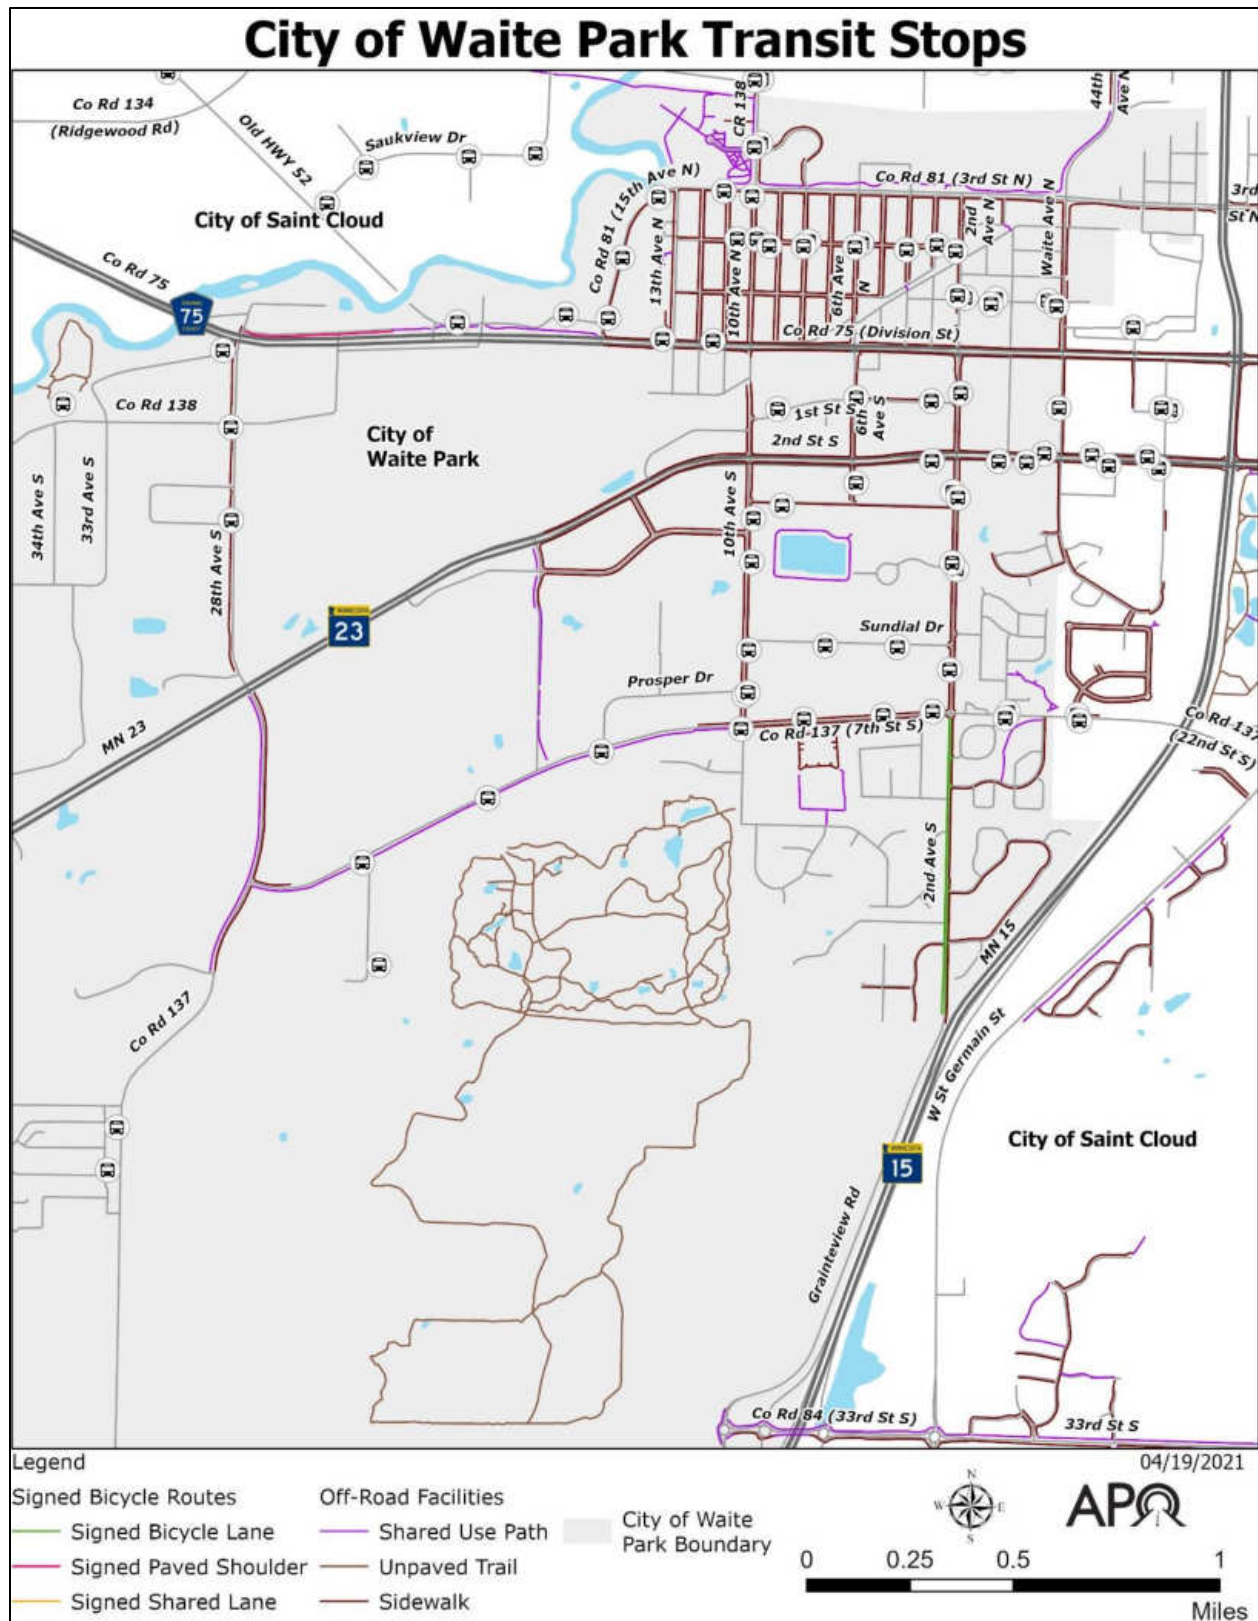 City of Waite Park Transit Stops
Co Rd 134
(Ridgewood Rd)
Old HWY 52
Saukview Dr
CR 138
44th
Ave N
City of Saint Cloud
Co Rd 81 (15th Ave N)
Co Rd 81 (3rd St N)
3rd
St N
2nd
Ave N
Waite Ave N
13th Ave N
10th Ave N
6th Ave
N
Co Rd 75
75
Co Rd 75 (Division St)
Co Rd 138
City of
Waite Park
1st St S
6th
Ave S
2nd St S
34th Ave S
33rd Ave S
28th Ave S
10th Ave S
MINNESOTA
23
Sundial Dr
Prosper Dr
MN 23
Co Rd-137 (7th St S)
Co Rd-137
(22nd St S)
2nd Ave S
MN 15
Co Rd 137
W St Germain St
City of Saint Cloud
MINNESOTA
15
Grainteview Rd
Co Rd 84 (33rd St S)
33rd St S
Legend
04/19/2021
Signed Bicycle Routes
Signed Bicycle Lane
Signed Paved Shoulder
Signed Shared Lane
Off-Road Facilities
Shared Use Path
Unpaved Trail
Sidewalk
City of Waite
Park Boundary
N
W
E
S
APO
0
0.25
0.5
1
Miles